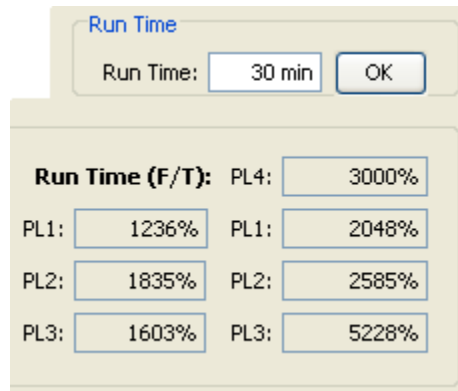 Run Time
Run Time: 30 min OK
Run Time (F/T): PL4: 3000%
PL1: 1236% PL1: 2048%
PL2: 1835% PL2: 2585%
PL3: 1603% PL3: 5228%